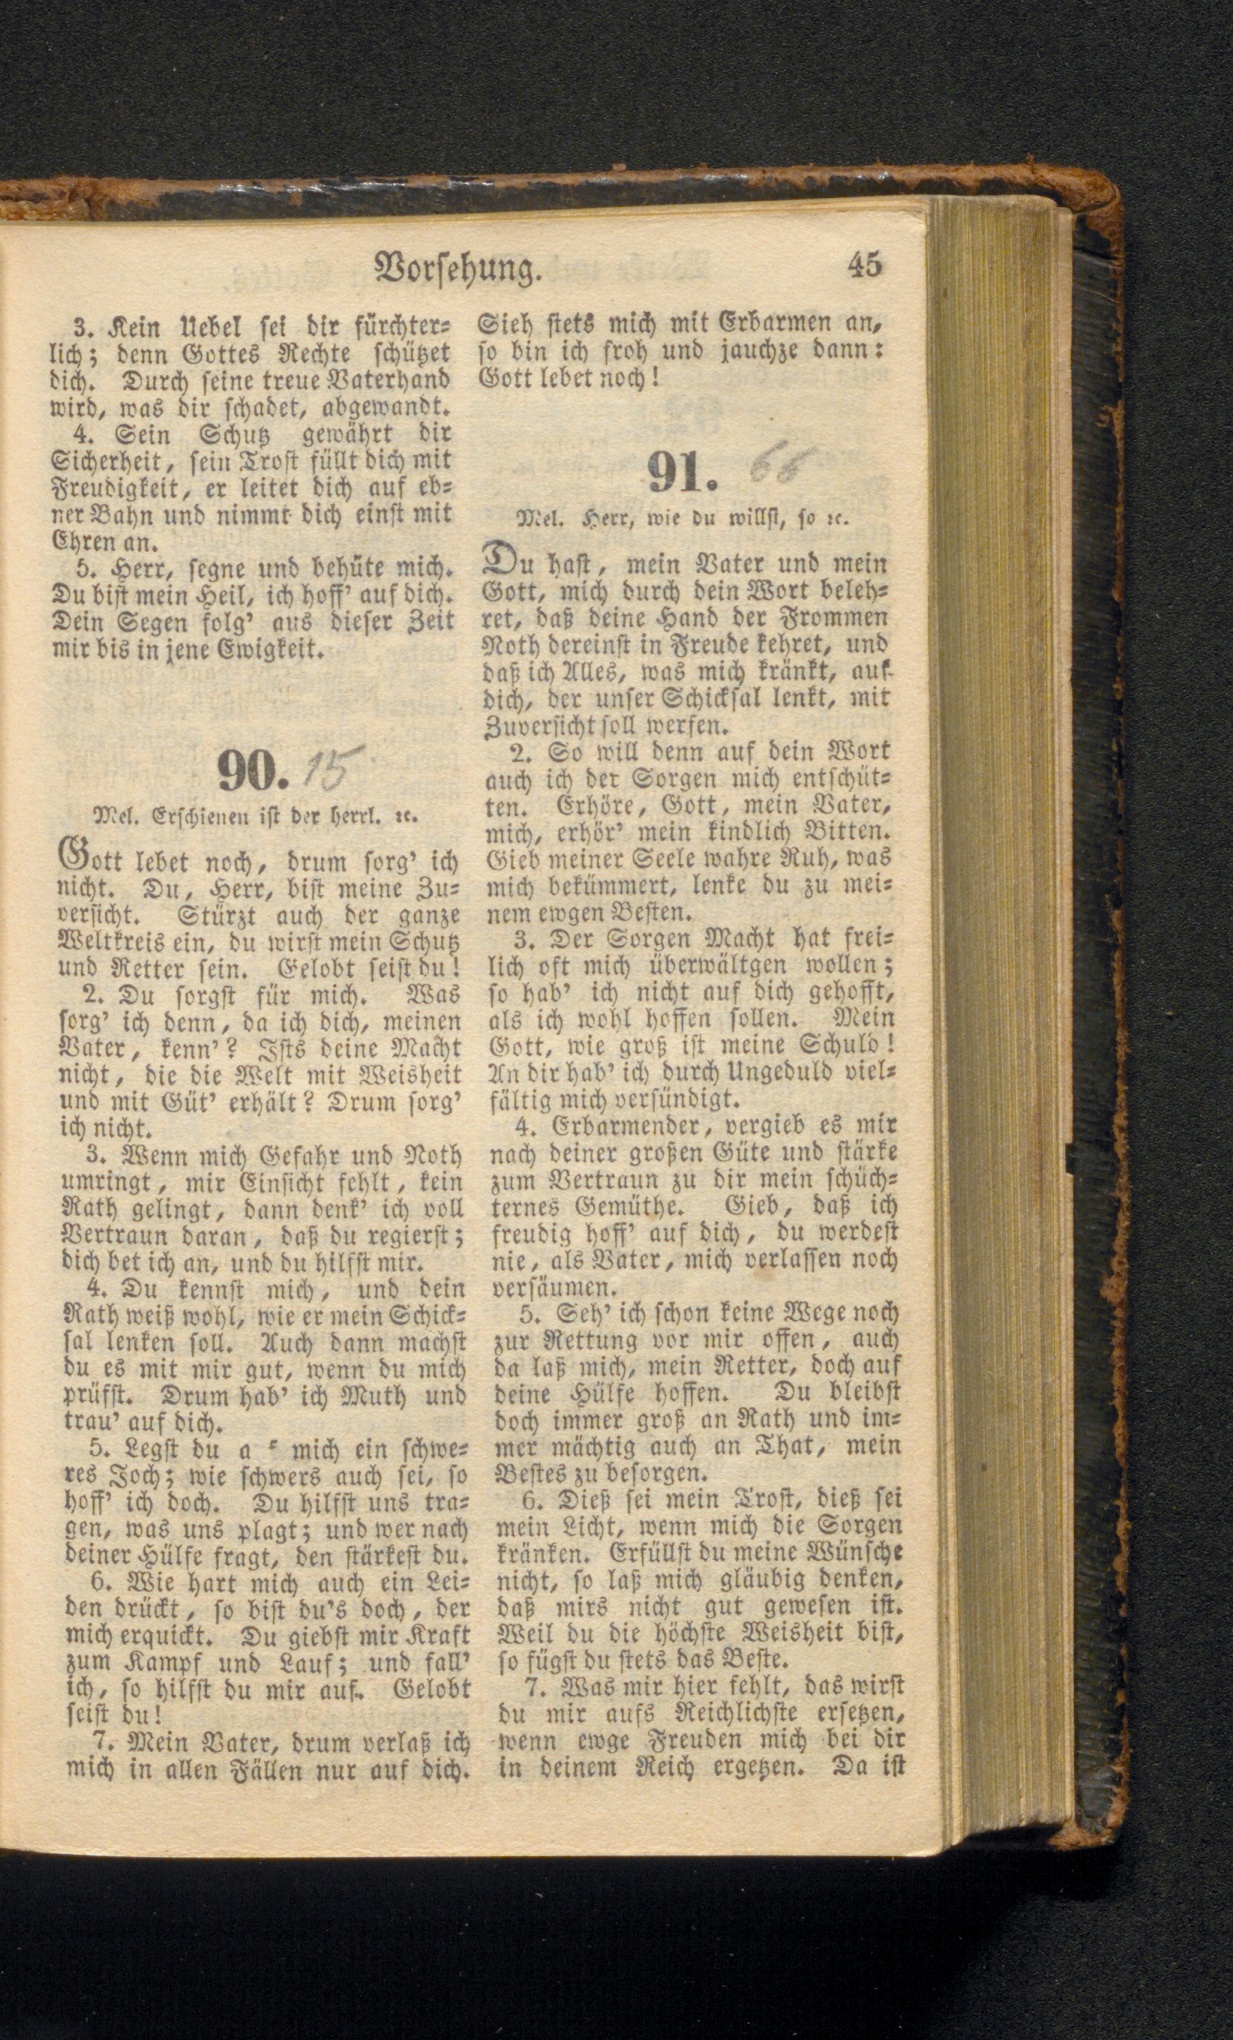 Vorsehung. 45
3. Kein Uebel sei dir fürchter-
lich; denn Gottes Rechte schützet
dich. Durch seine treue Vaterhand
wird, was dir schadet, abgewandt.
4. Sein Schutz gewährt dir
Sicherheit, sein Trost füllt dich mit
Freudigkeit, er leitet dich auf eb-
ner Bahn und nimmt dich einst mit
Ehren an.
5. Herr, segne und behüte mich.
Du bist mein Heil, ich hoff' auf dich.
Dein Segen folg' aus dieser Zeit
mir bis in jene Ewigkeit.
90. 15
Mel. Erschienen ist der herrl. ꝛc.
Gott lebet noch, drum sorg' ich
nicht. Du, Herr, bist meine Zu-
versicht. Stürzt auch der ganze
Weltkreis ein, du wirst mein Schutz
und Retter sein. Gelobt seist du!
2. Du sorgst für mich. Was
sorg' ich denn, da ich dich, meinen
Vater, kenn'? Ists deine Macht
nicht, die die Welt mit Weisheit
und mit Güt' erhält? Drum sorg'
ich nicht.
3. Wenn mich Gefahr und Noth
umringt, mir Einsicht fehlt, kein
Rath gelingt, dann denk' ich voll
Vertraun daran, daß du regierst;
dich bet ich an, und du hilfst mir.
4. Du kennst mich, und dein
Rath weiß wohl, wie er mein Schick-
sal lenken soll. Auch dann machst
du es mit mir gut, wenn du mich
prüfst. Drum hab' ich Muth und
trau' auf dich.
5. Legst du a f mich ein schwe-
res Joch; wie schwers auch sei, so
hoff' ich doch. Du hilfst uns tra-
gen, was uns plagt; und wer nach
deiner Hülfe fragt, den stärkest du.
6. Wie hart mich auch ein Lei-
den drückt, so bist du's doch, der
mich erquickt. Du giebst mir Kraft
zum Kampf und Lauf; und fall'
ich, so hilfst du mir auf. Gelobt
seist du!
7. Mein Vater, drum verlaß ich
mich in allen Fällen nur auf dich.
Sieh stets mich mit Erbarmen an,
so bin ich froh und jauchze dann:
Gott lebet noch!
91. 66
Mel. Herr, wie du willst, so ꝛc.
Du hast, mein Vater und mein
Gott, mich durch dein Wort beleh-
ret, daß deine Hand der Frommen
Noth dereinst in Freude kehret, und
daß ich Alles, was mich kränkt, auf
dich, der unser Schicksal lenkt, mit
Zuversicht soll werfen.
2. So will denn auf dein Wort
auch ich der Sorgen mich entschüt-
ten. Erhöre, Gott, mein Vater,
mich, erhör' mein kindlich Bitten.
Gieb meiner Seele wahre Ruh, was
mich bekümmert, lenke du zu mei-
nem ewgen Besten.
3. Der Sorgen Macht hat frei-
lich oft mich überwältgen wollen;
so hab' ich nicht auf dich gehofft,
als ich wohl hoffen sollen. Mein
Gott, wie groß ist meine Schuld!
An dir hab' ich durch Ungeduld viel-
fältig mich versündigt.
4. Erbarmender, vergieb es mir
nach deiner großen Güte und stärke
zum Vertraun zu dir mein schüch-
ternes Gemüthe. Gieb, daß ich
freudig hoff' auf dich, du werdest
nie, als Vater, mich verlassen noch
versäumen.
5. Seh' ich schon keine Wege noch
zur Rettung vor mir offen, auch
da laß mich, mein Retter, doch auf
deine Hülfe hoffen. Du bleibst
doch immer groß an Rath und im-
mer mächtig auch an That, mein
Bestes zu besorgen.
6. Dieß sei mein Trost, dieß sei
mein Licht, wenn mich die Sorgen
kränken. Erfüllst du meine Wünsche
nicht, so laß mich gläubig denken,
daß mirs nicht gut gewesen ist.
Weil du die höchste Weisheit bist,
so fügst du stets das Beste.
7. Was mir hier fehlt, das wirst
du mir aufs Reichlichste ersetzen,
wenn ewge Freuden mich bei dir
in deinem Reich ergetzen. Da ist